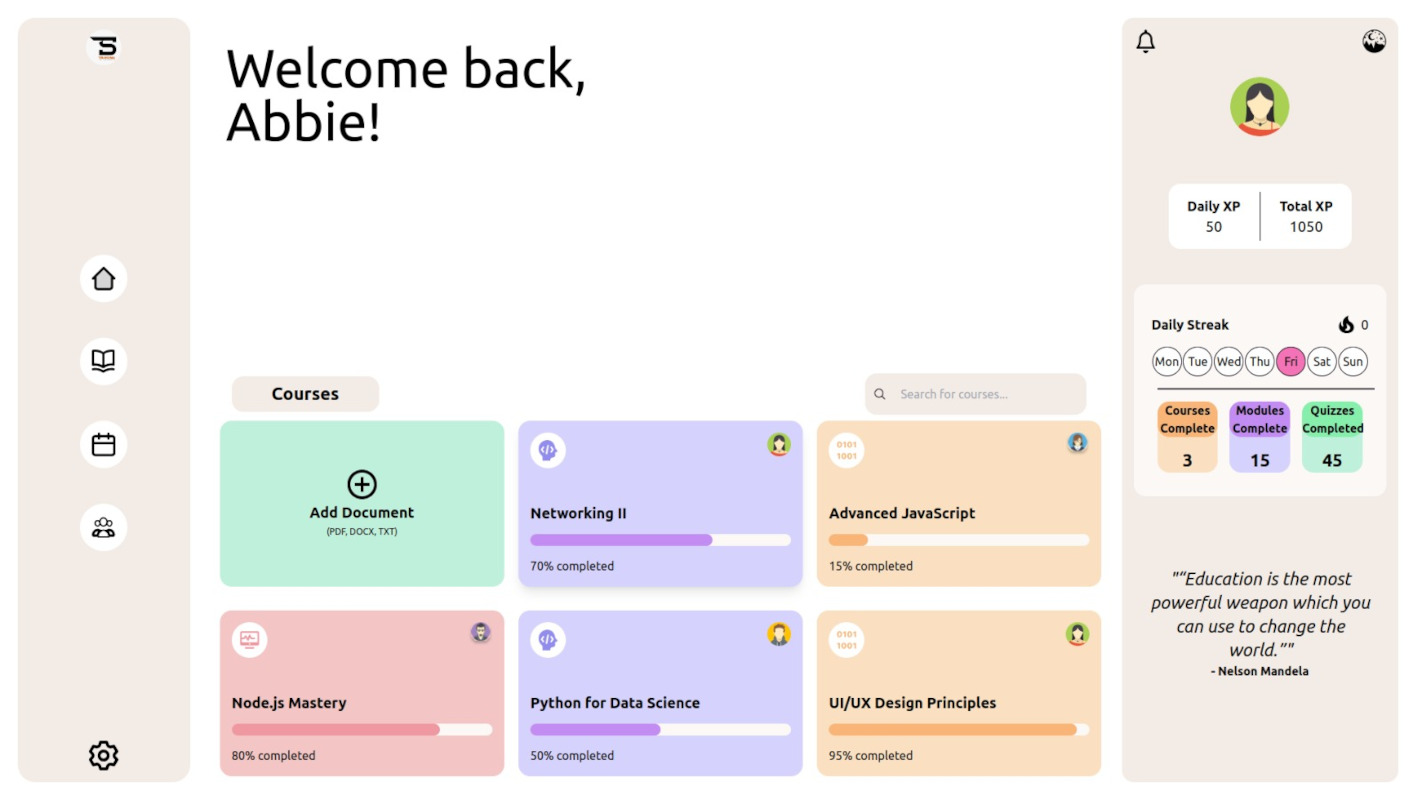 Welcome back,
Abbie!
Courses
Search for courses...
Add Document
(PDF, DOCX, TXT)
Networking II
70% completed
0101
1001
Advanced JavaScript
15% completed
Node.js Mastery
80% completed
Python for Data Science
50% completed
0101
1001
UI/UX Design Principles
95% completed
Daily XP
50
Total XP
1050
Daily Streak
0
Mon Tue Wed Thu Fri Sat Sun
Courses
Complete
3
Modules
Complete
15
Quizzes
Completed
45
"“Education is the most
powerful weapon which you
can use to change the
world.”"
- Nelson Mandela